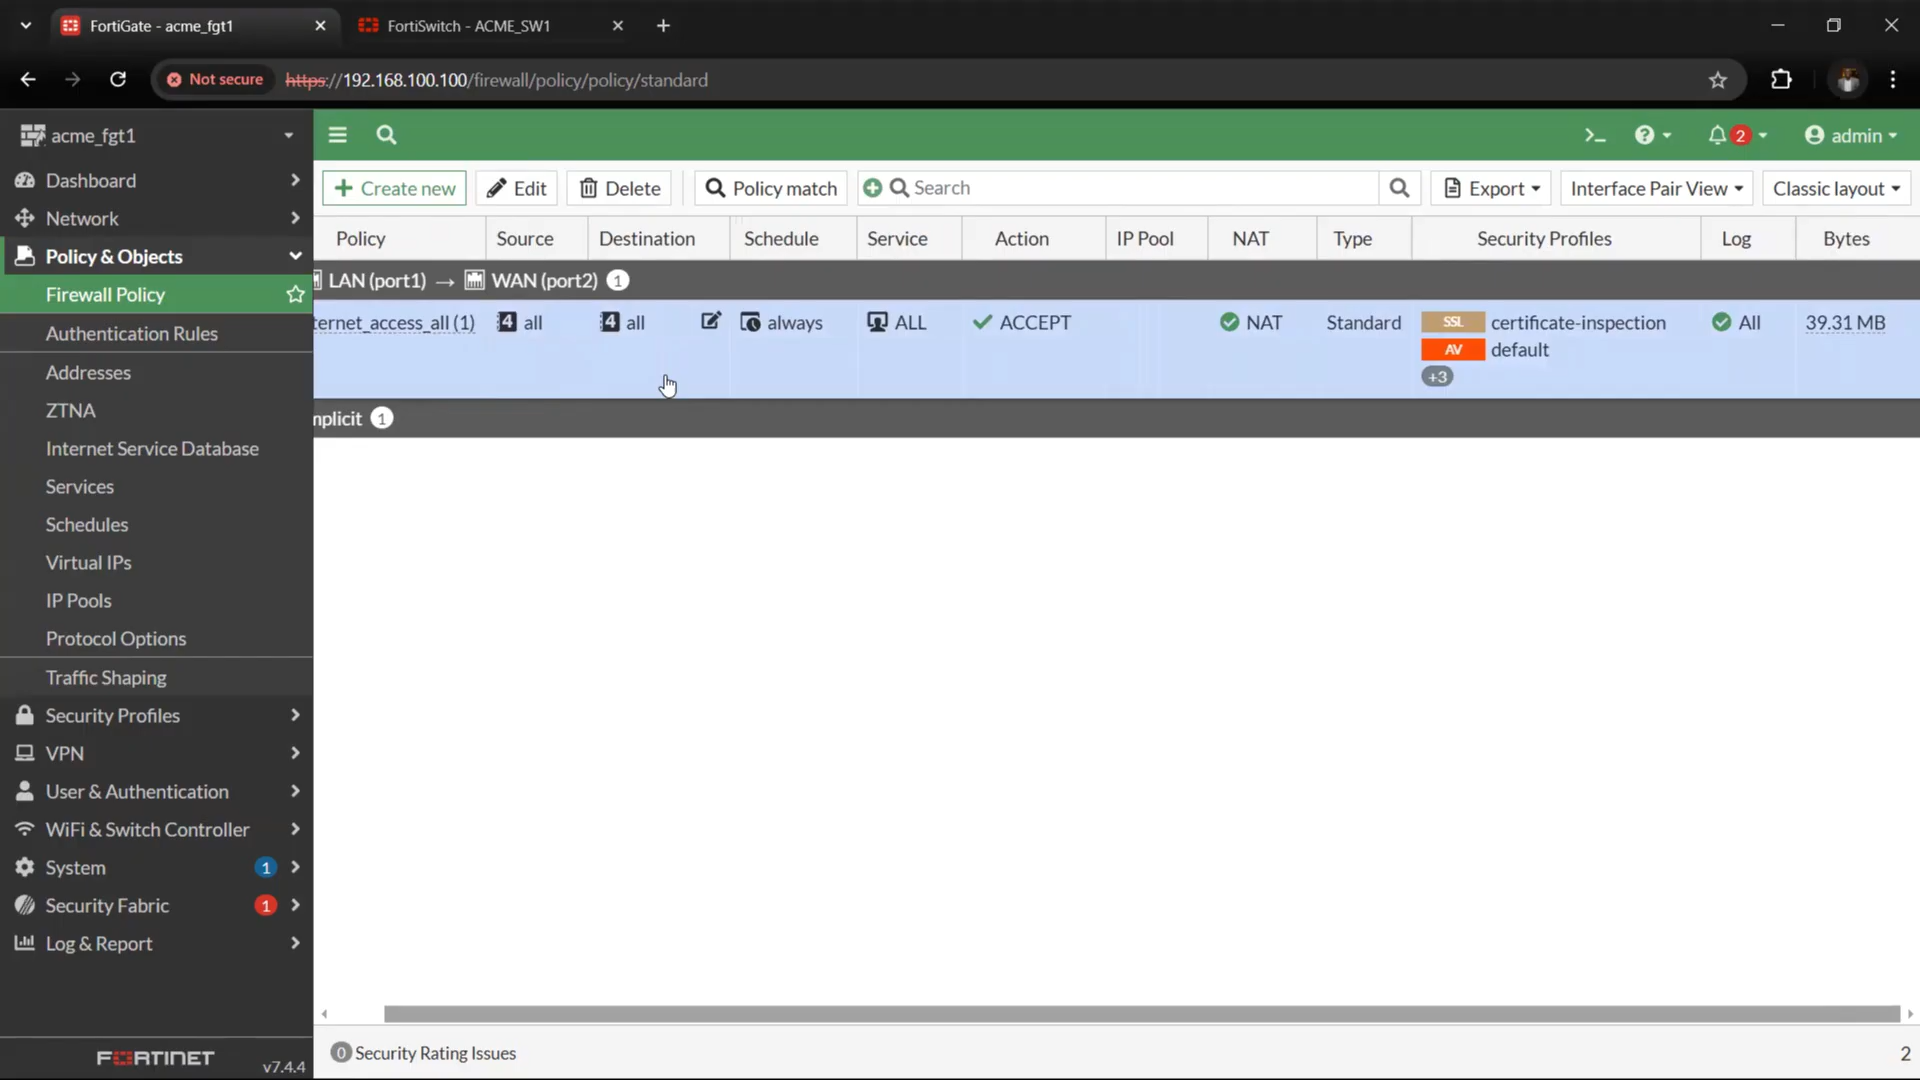 FortiGate - acme_fgt1
FortiSwitch - ACME_SW1
Not secure https://192.168.100.100/firewall/policy/policy/standard
acme_fgt1
2
admin
Dashboard
Network
Policy & Objects
Firewall Policy
Authentication Rules
Addresses
ZTNA
Internet Service Database
Services
Schedules
Virtual IPs
IP Pools
Protocol Options
Traffic Shaping
Security Profiles
VPN
User & Authentication
WiFi & Switch Controller
System 1
Security Fabric 1
Log & Report
FORTINET v7.4.4
Create new Edit Delete Policy match Search Export Interface Pair View Classic layout
Policy Source Destination Schedule Service Action IP Pool NAT Type Security Profiles Log Bytes
LAN (port1) → WAN (port2) 1
ternet_access_all (1) 4 all 4 all always ALL ACCEPT NAT Standard SSL certificate-inspection All 39.31 MB
AV default
+3
mplicit 1
0 Security Rating Issues 2